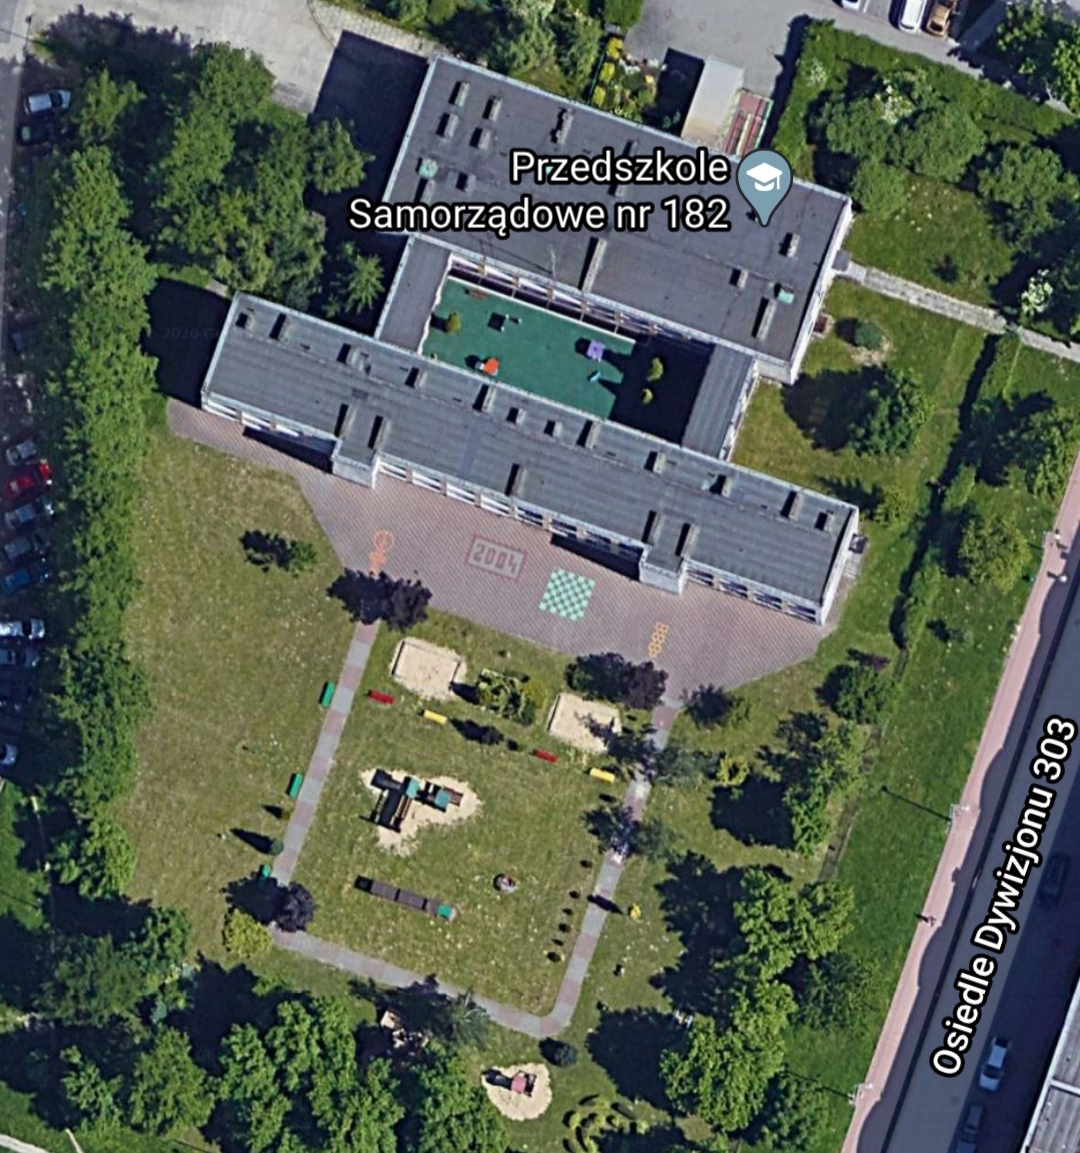 Przedszkole
Samorządowe nr 182
2004
Osiedle Dywizjonu 303